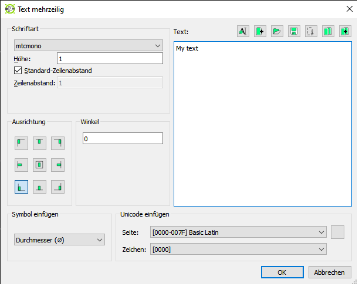 Text mehrzeilig
Schriftart
mtcmono
Höhe:
1
Standard-Zeilenabstand
Zeilenabstand:
1
Ausrichtung
Winkel
0
Text:
A
My text
Symbol einfügen
Durchmesser (Ø)
Unicode einfügen
Seite:
[0000-007F] Basic Latin
Zeichen:
[0000]
OK
Abbrechen